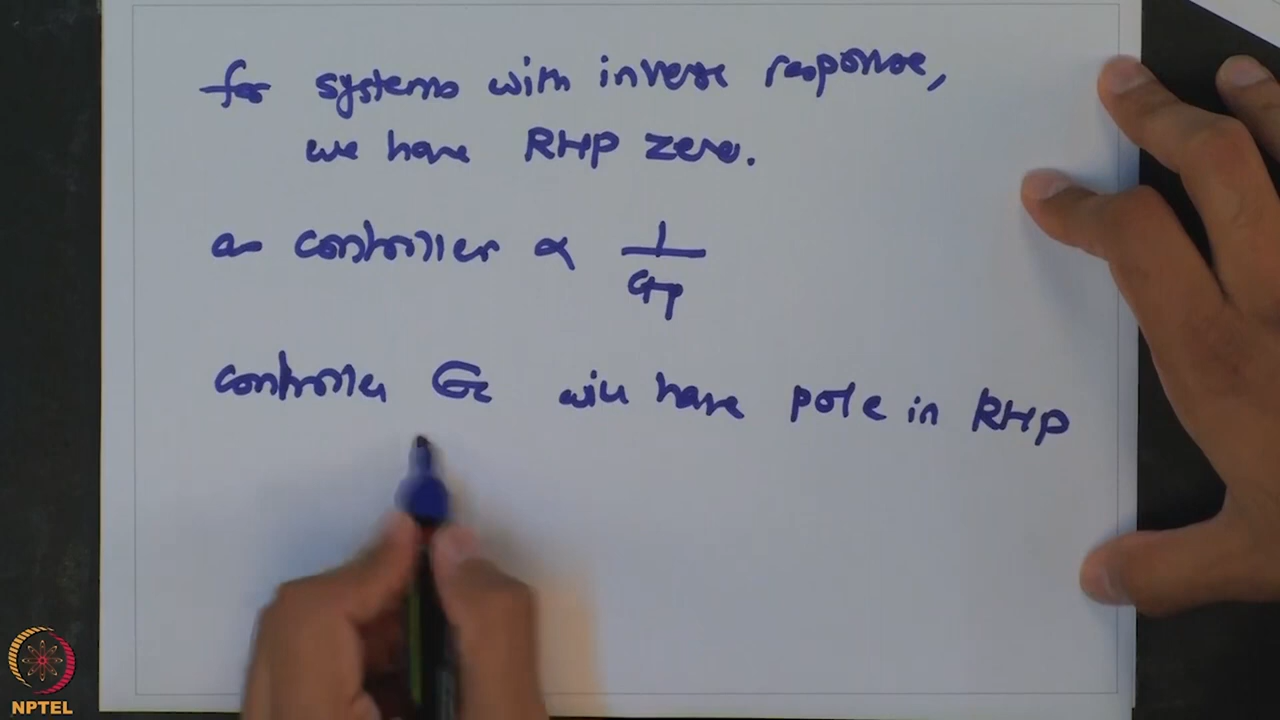 for systems with inverse response,
we have RHP zero.
as controller ∝ 1/Gp
controller Gc will have pole in RHP
NPTEL